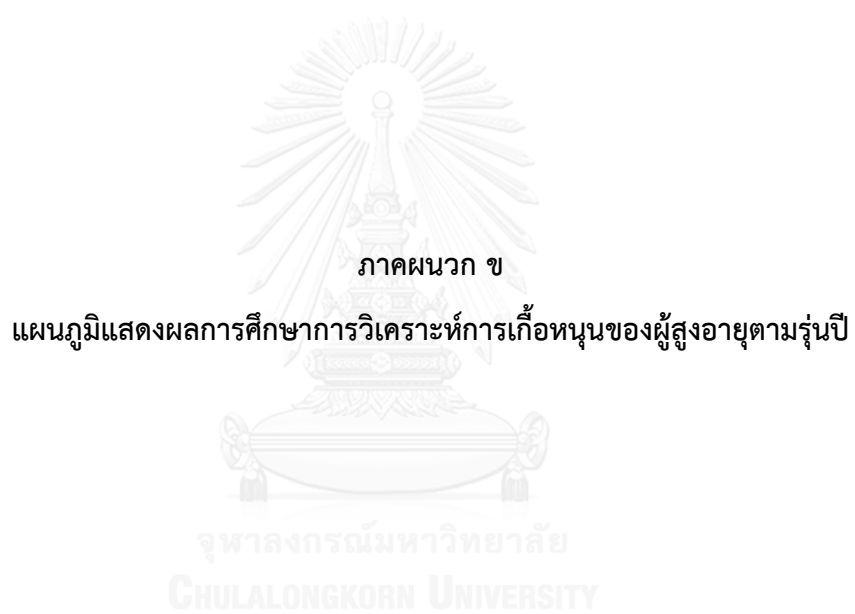 ภาคผนวก ข
แผนภูมิแสดงผลการศึกษาการวิเคราะห์การเกื้อหนุนของผู้สูงอายุตามรุ่นปี
จุฬาลงกรณ์มหาวิทยาลัย
CHULALONGKORN UNIVERSITY